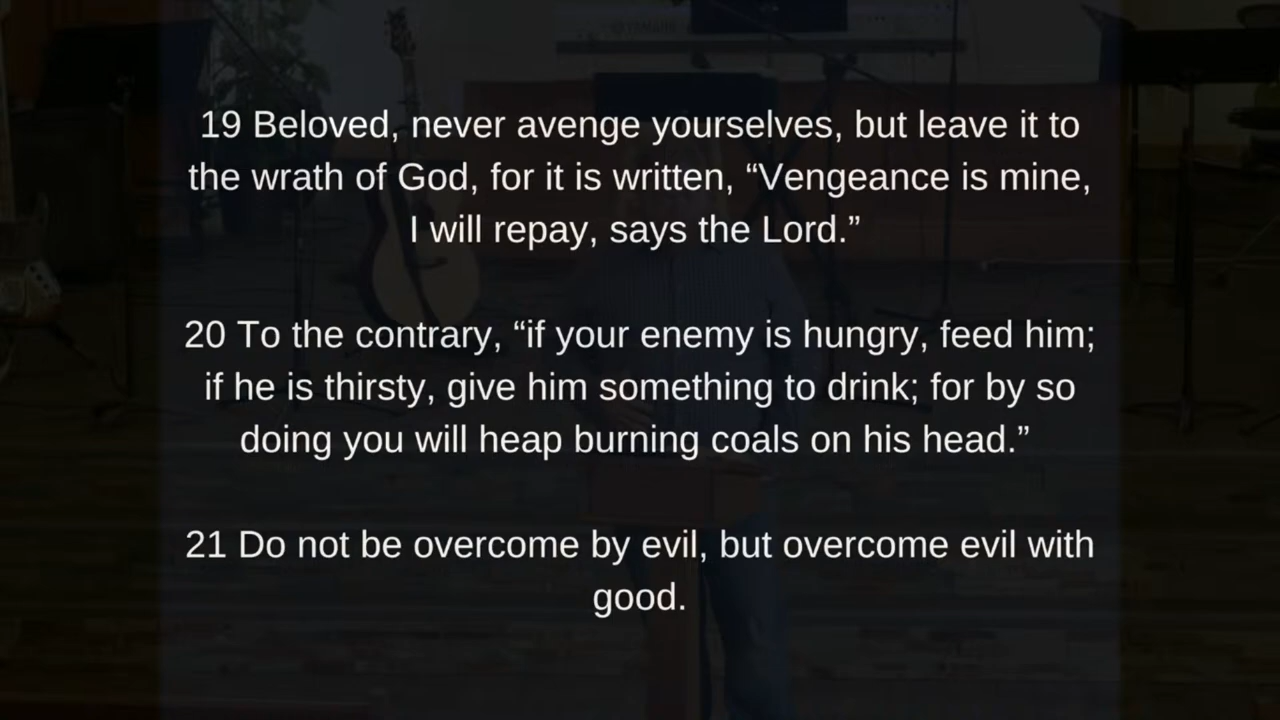 19 Beloved, never avenge yourselves, but leave it to
the wrath of God, for it is written, “Vengeance is mine,
I will repay, says the Lord.”
20 To the contrary, “if your enemy is hungry, feed him;
if he is thirsty, give him something to drink; for by so
doing you will heap burning coals on his head.”
21 Do not be overcome by evil, but overcome evil with
good.